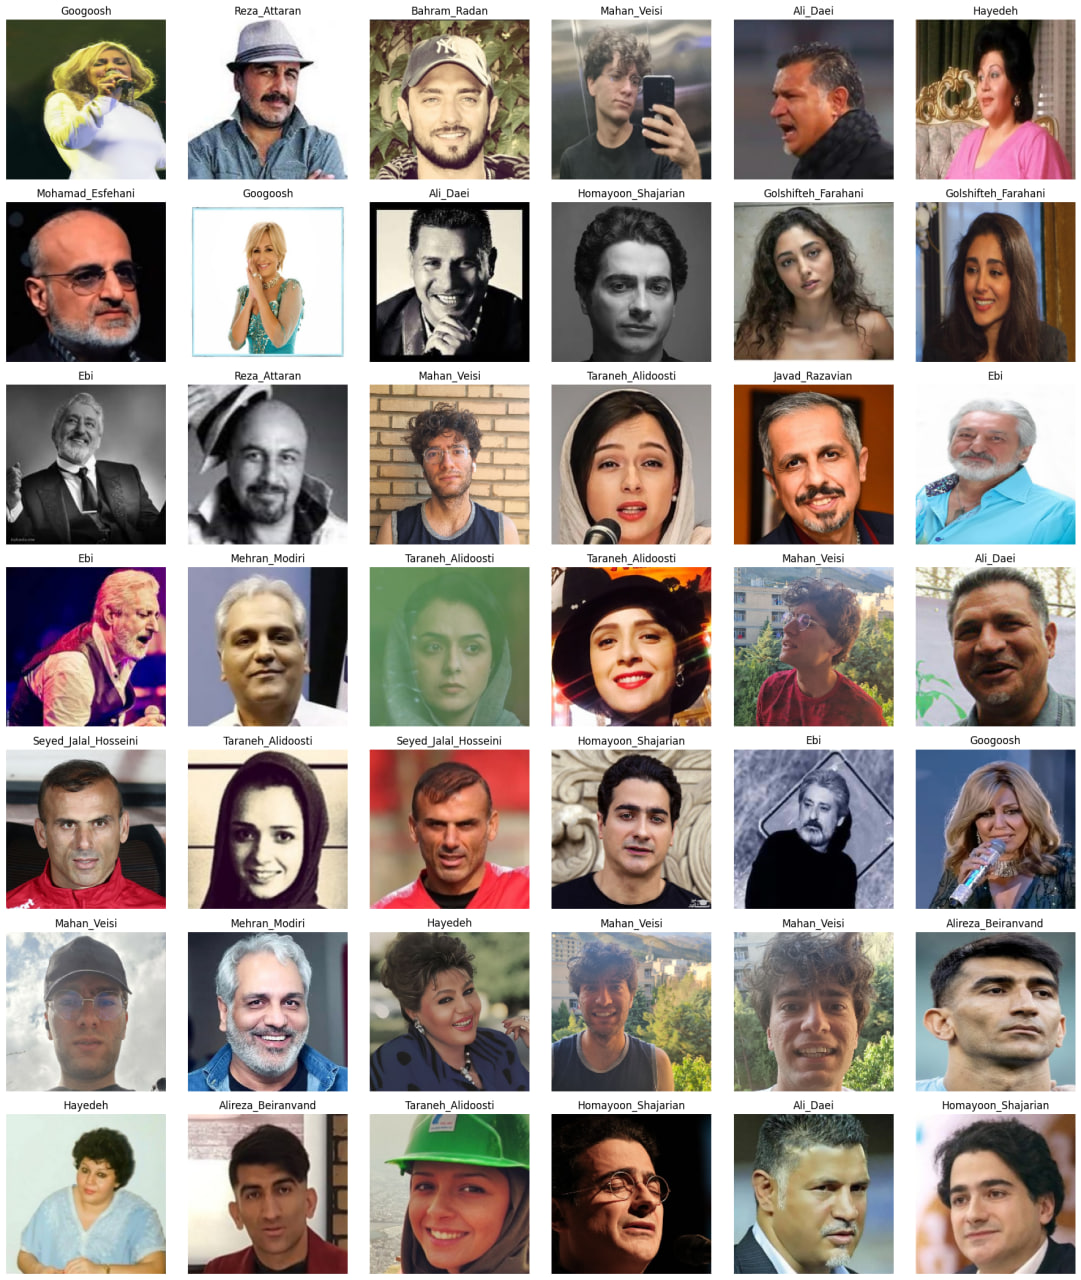 Googoosh Reza_Attaran Bahram_Radan Mahan_Veisi Ali_Daei Hayedeh
Mohamad_Esfehani Googoosh Ali_Daei Homayoon_Shajarian Golshifteh_Farahani Golshifteh_Farahani
Ebi Reza_Attaran Mahan_Veisi Taraneh_Alidoosti Javad_Razavian Ebi
Ebi Mehran_Modiri Taraneh_Alidoosti Taraneh_Alidoosti Mahan_Veisi Ali_Daei
Seyed_Jalal_Hosseini Taraneh_Alidoosti Seyed_Jalal_Hosseini Homayoon_Shajarian Ebi Googoosh
Mahan_Veisi Mehran_Modiri Hayedeh Mahan_Veisi Mahan_Veisi Alireza_Beiranvand
Hayedeh Alireza_Beiranvand Taraneh_Alidoosti Homayoon_Shajarian Ali_Daei Homayoon_Shajarian